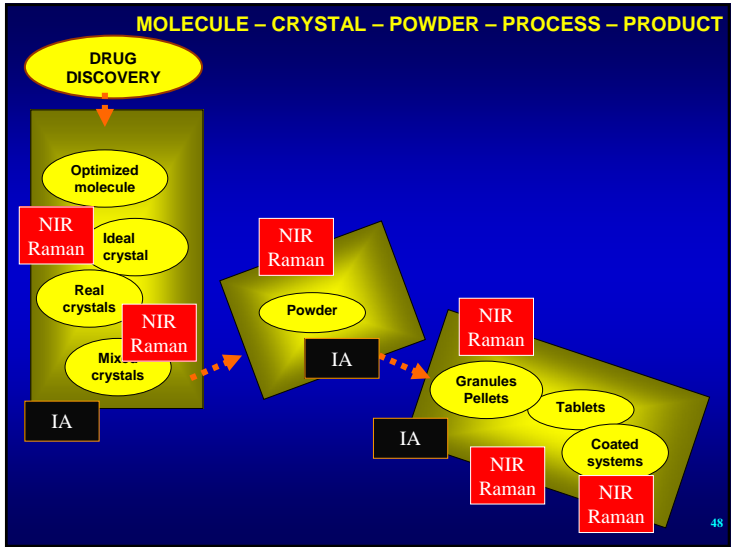 MOLECULE – CRYSTAL – POWDER – PROCESS – PRODUCT
DRUG
DISCOVERY
Optimized
molecule
NIR
Raman
Ideal
crystal
Real
crystals
NIR
Raman
Mixed
crystals
IA
NIR
Raman
Powder
IA
NIR
Raman
Granules
Pellets
Tablets
IA
Coated
systems
NIR
Raman
NIR
Raman
48